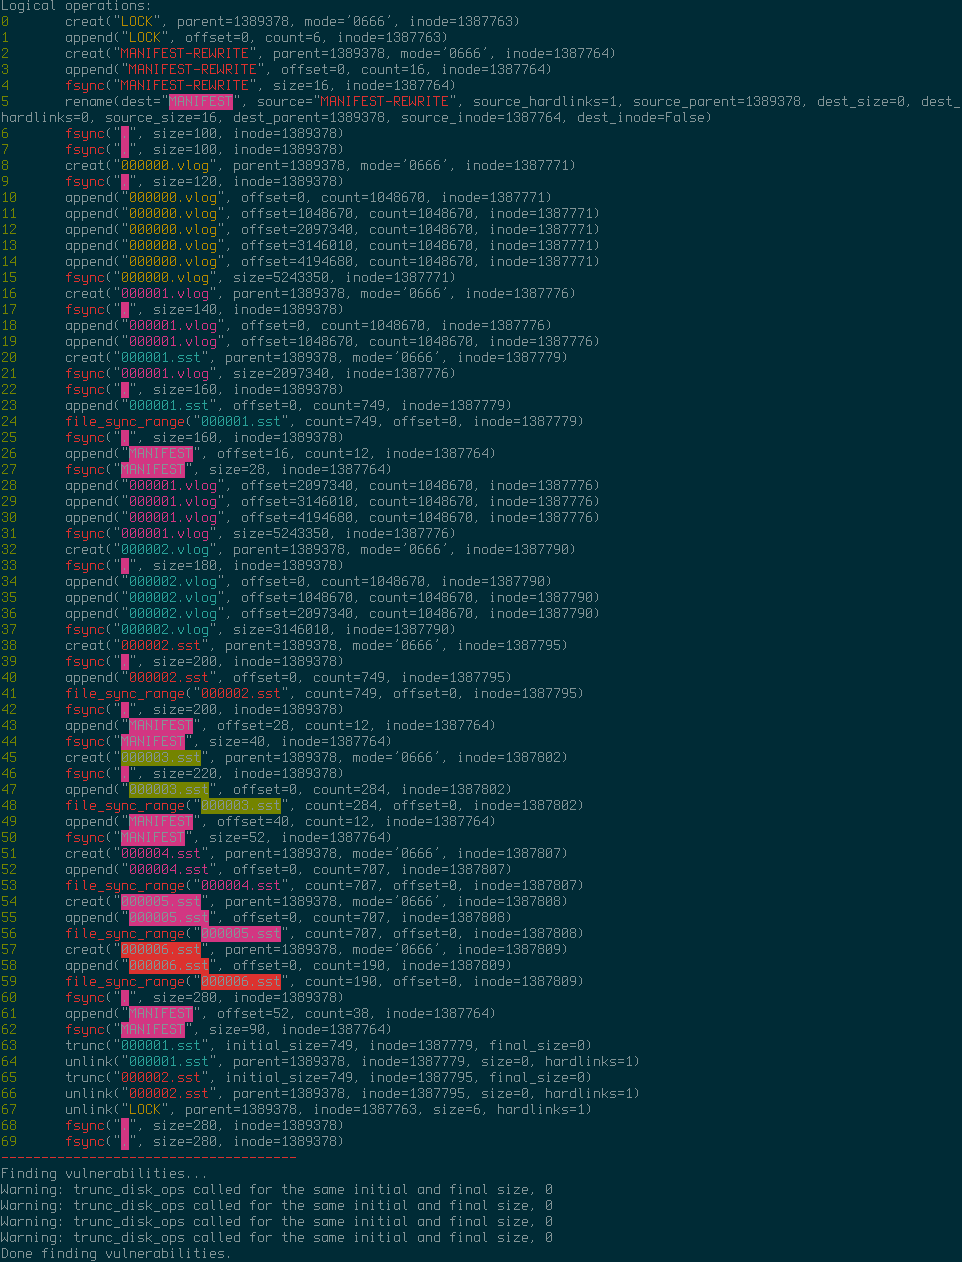 Logical operations:
0 creat("LOCK", parent=1389378, mode='0666', inode=1387763)
1 append("LOCK", offset=0, count=6, inode=1387763)
2 creat("MANIFEST-REWRITE", parent=1389378, mode='0666', inode=1387764)
3 append("MANIFEST-REWRITE", offset=0, count=16, inode=1387764)
4 fsync("MANIFEST-REWRITE", size=16, inode=1387764)
5 rename(dest="MANIFEST", source="MANIFEST-REWRITE", source_hardlinks=1, source_parent=1389378, dest_size=0, dest_
hardlinks=0, source_size=16, dest_parent=1389378, source_inode=1387764, dest_inode=False)
6 fsync(".", size=100, inode=1389378)
7 fsync(".", size=100, inode=1389378)
8 creat("000000.vlog", parent=1389378, mode='0666', inode=1387771)
9 fsync(".", size=120, inode=1389378)
10 append("000000.vlog", offset=0, count=1048670, inode=1387771)
11 append("000000.vlog", offset=1048670, count=1048670, inode=1387771)
12 append("000000.vlog", offset=2097340, count=1048670, inode=1387771)
13 append("000000.vlog", offset=3146010, count=1048670, inode=1387771)
14 append("000000.vlog", offset=4194680, count=1048670, inode=1387771)
15 fsync("000000.vlog", size=5243350, inode=1387771)
16 creat("000001.vlog", parent=1389378, mode='0666', inode=1387776)
17 fsync(".", size=140, inode=1389378)
18 append("000001.vlog", offset=0, count=1048670, inode=1387776)
19 append("000001.vlog", offset=1048670, count=1048670, inode=1387776)
20 creat("000001.sst", parent=1389378, mode='0666', inode=1387779)
21 fsync("000001.vlog", size=2097340, inode=1387776)
22 fsync(".", size=160, inode=1389378)
23 append("000001.sst", offset=0, count=749, inode=1387779)
24 file_sync_range("000001.sst", count=749, offset=0, inode=1387779)
25 fsync(".", size=160, inode=1389378)
26 append("MANIFEST", offset=16, count=12, inode=1387764)
27 fsync("MANIFEST", size=28, inode=1387764)
28 append("000001.vlog", offset=2097340, count=1048670, inode=1387776)
29 append("000001.vlog", offset=3146010, count=1048670, inode=1387776)
30 append("000001.vlog", offset=4194680, count=1048670, inode=1387776)
31 fsync("000001.vlog", size=5243350, inode=1387776)
32 creat("000002.vlog", parent=1389378, mode='0666', inode=1387790)
33 fsync(".", size=180, inode=1389378)
34 append("000002.vlog", offset=0, count=1048670, inode=1387790)
35 append("000002.vlog", offset=1048670, count=1048670, inode=1387790)
36 append("000002.vlog", offset=2097340, count=1048670, inode=1387790)
37 fsync("000002.vlog", size=3146010, inode=1387790)
38 creat("000002.sst", parent=1389378, mode='0666', inode=1387795)
39 fsync(".", size=200, inode=1389378)
40 append("000002.sst", offset=0, count=749, inode=1387795)
41 file_sync_range("000002.sst", count=749, offset=0, inode=1387795)
42 fsync(".", size=200, inode=1389378)
43 append("MANIFEST", offset=28, count=12, inode=1387764)
44 fsync("MANIFEST", size=40, inode=1387764)
45 creat("000003.sst", parent=1389378, mode='0666', inode=1387802)
46 fsync(".", size=220, inode=1389378)
47 append("000003.sst", offset=0, count=284, inode=1387802)
48 file_sync_range("000003.sst", count=284, offset=0, inode=1387802)
49 append("MANIFEST", offset=40, count=12, inode=1387764)
50 fsync("MANIFEST", size=52, inode=1387764)
51 creat("000004.sst", parent=1389378, mode='0666', inode=1387807)
52 append("000004.sst", offset=0, count=707, inode=1387807)
53 file_sync_range("000004.sst", count=707, offset=0, inode=1387807)
54 creat("000005.sst", parent=1389378, mode='0666', inode=1387808)
55 append("000005.sst", offset=0, count=707, inode=1387808)
56 file_sync_range("000005.sst", count=707, offset=0, inode=1387808)
57 creat("000006.sst", parent=1389378, mode='0666', inode=1387809)
58 append("000006.sst", offset=0, count=190, inode=1387809)
59 file_sync_range("000006.sst", count=190, offset=0, inode=1387809)
60 fsync(".", size=280, inode=1389378)
61 append("MANIFEST", offset=52, count=38, inode=1387764)
62 fsync("MANIFEST", size=90, inode=1387764)
63 trunc("000001.sst", initial_size=749, inode=1387779, final_size=0)
64 unlink("000001.sst", parent=1389378, inode=1387779, size=0, hardlinks=1)
65 trunc("000002.sst", initial_size=749, inode=1387795, final_size=0)
66 unlink("000002.sst", parent=1389378, inode=1387795, size=0, hardlinks=1)
67 unlink("LOCK", parent=1389378, inode=1387763, size=6, hardlinks=1)
68 fsync(".", size=280, inode=1389378)
69 fsync(".", size=280, inode=1389378)
-------------------------------------
Finding vulnerabilities...
Warning: trunc_disk_ops called for the same initial and final size, 0
Warning: trunc_disk_ops called for the same initial and final size, 0
Warning: trunc_disk_ops called for the same initial and final size, 0
Warning: trunc_disk_ops called for the same initial and final size, 0
Done finding vulnerabilities.